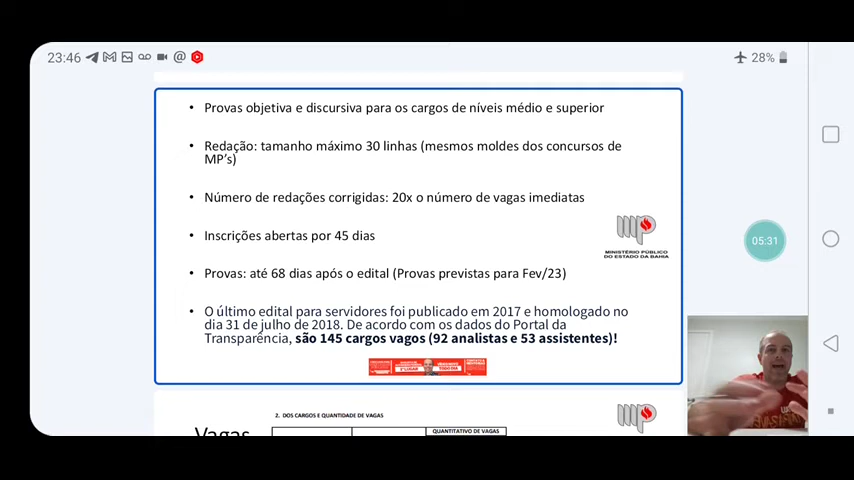 23:46
28%
• Provas objetiva e discursiva para os cargos de níveis médio e superior
• Redação: tamanho máximo 30 linhas (mesmos moldes dos concursos de
MP's)
• Número de redações corrigidas: 20x o número de vagas imediatas
• Inscrições abertas por 45 dias
mp
MINISTÉRIO PÚBLICO
DO ESTADO DA BAHIA
05:31
• Provas: até 68 dias após o edital (Provas previstas para Fev/23)
• O último edital para servidores foi publicado em 2017 e homologado no
dia 31 de julho de 2018. De acordo com os dados do Portal da
Transparência, são 145 cargos vagos (92 analistas e 53 assistentes)!
2. DOS CARGOS E QUANTIDADE DE VAGAS
mp
Vagas
QUANTITATIVO DE VAGAS